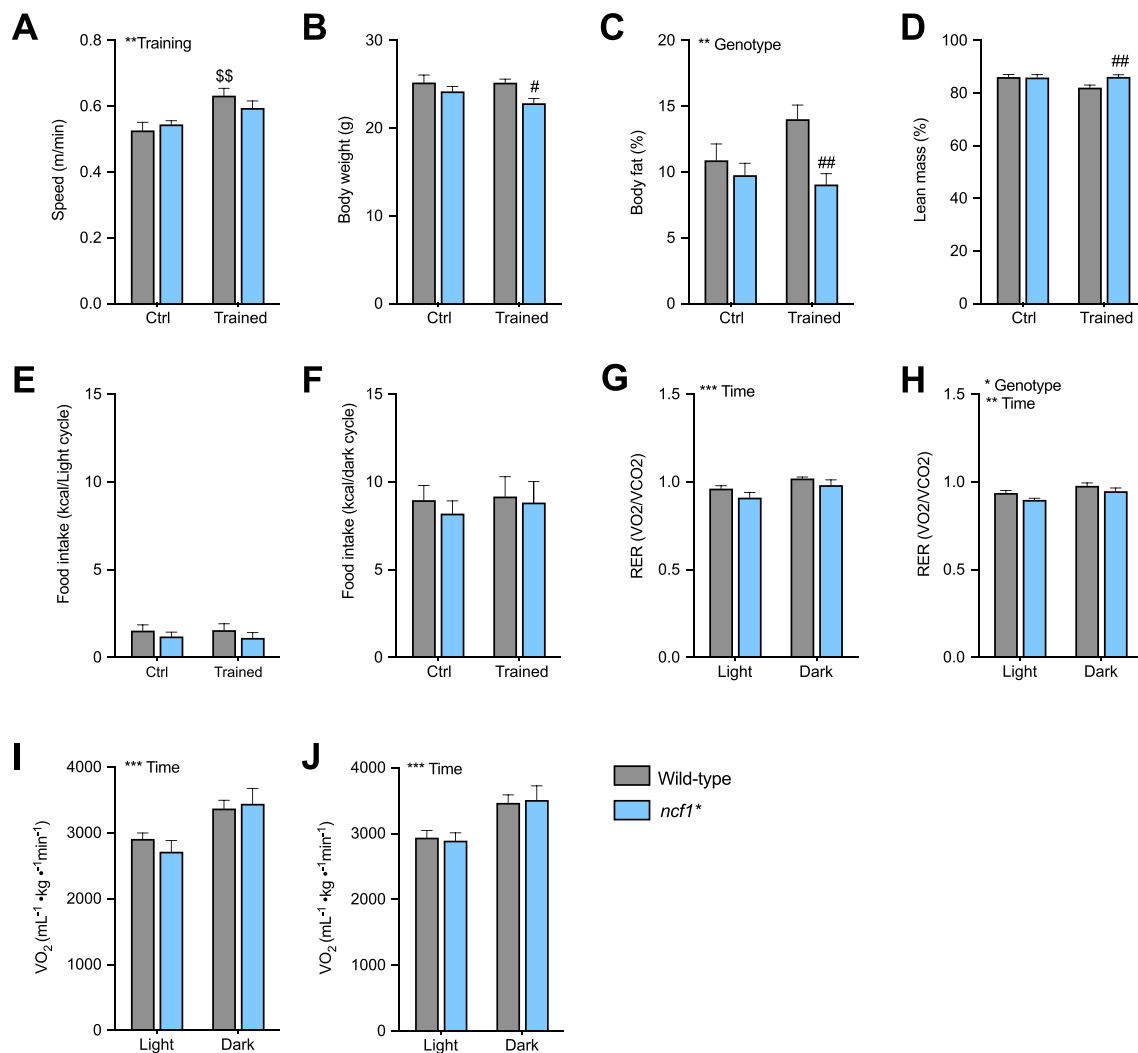 A
Speed (m/min)
0.8
0.6
0.4
0.2
0.0
**Training
$$
Ctrl
Trained
B
Body weight (g)
30
20
10
0
#
Ctrl
Trained
C
Body fat (%)
20
15
10
5
0
** Genotype
##
Ctrl
Trained
D
Lean mass (%)
100
80
60
40
20
0
##
Ctrl
Trained
E
Food intake (kcal/Light cycle)
15
10
5
0
Ctrl
Trained
F
Food intake (kcal/dark cycle)
15
10
5
0
Ctrl
Trained
G
RER (VO2/VCO2)
1.5
1.0
0.5
0.0
*** Time
Light
Dark
H
RER (VO2/VCO2)
1.5
1.0
0.5
0.0
* Genotype
** Time
Light
Dark
I
VO₂ (mL⁻¹ •kg •⁻¹min⁻¹)
4000
3000
2000
1000
0
*** Time
Light
Dark
J
VO₂ (mL⁻¹ •kg •⁻¹min⁻¹)
4000
3000
2000
1000
0
*** Time
Light
Dark
Wild-type
ncf1*